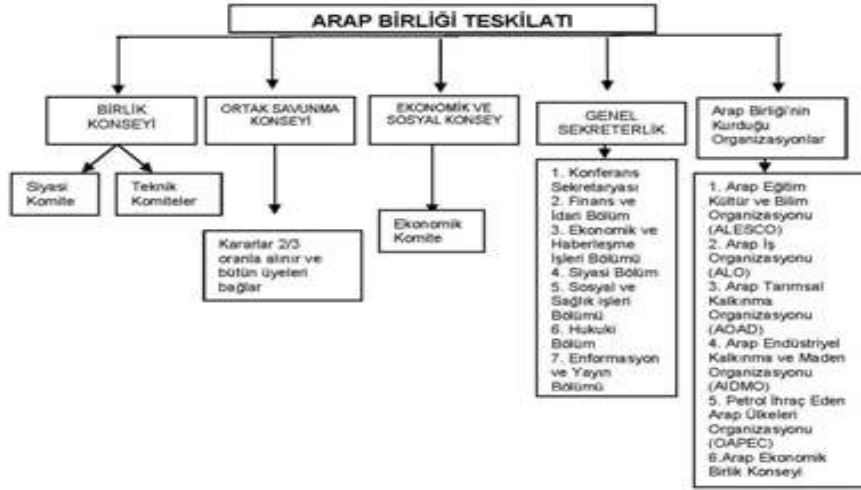 ARAP BİRLİĞİ TESKİLATI
BİRLİK
KONSEYİ
ORTAK SAVUNMA
KONSEYİ
EKONOMİK VE
SOSYAL KONSEY
GENEL
SEKRETERLİK
Arap Birliği'nin
Kurduğu
Organizasyonlar
Siyasi
Komite
Teknik
Komiteler
Kararlar 2/3
oranla alınır ve
bütün üyeleri
bağlar
Ekonomik
Komite
1. Konferans
Sekretaryası
2. Finans ve
İdari Bölüm
3. Ekonomik ve
Haberleşme
İşleri Bölümü
4. Siyasi Bölüm
5. Sosyal ve
Sağlık işleri
Bölümü
6. Hukuki
Bölüm
7. Enformasyon
ve Yayın
Bölümü
1. Arap Eğitim
Kültür ve Bilim
Organizasyonu
(ALESCO)
2. Arap İş
Organizasyonu
(ALO)
3. Arap Tarımsal
Kalkınma
Organizasyonu
(AOAD)
4. Arap Endüstriyel
Kalkınma ve Maden
Organizasyonu
(AIDMO)
5. Petrol İhraç Eden
Arap Ülkeleri
Organizasyonu
(OAPEC)
6.Arap Ekonomik
Birlik Konseyi